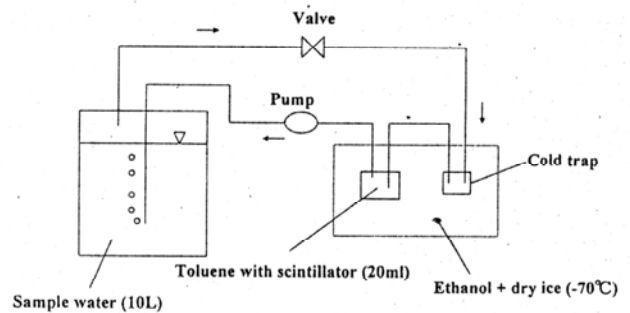 Valve
Pump
Cold trap
Toluene with scintillator (20ml)
Ethanol + dry ice (-70℃)
Sample water (10L)